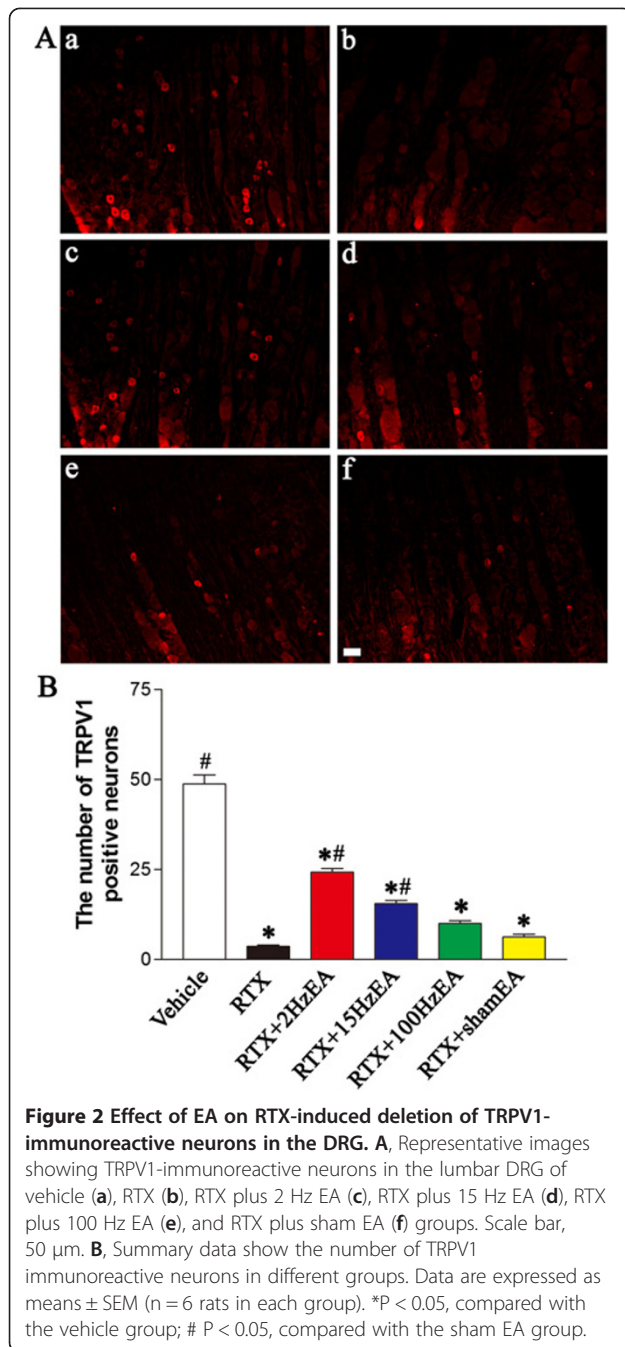 A
a
b
c
d
e
f
B
The number of TRPV1
positive neurons
75
50
25
0
#
*
*#
*#
*
*
Vehicle
RTX
RTX+2HzEA
RTX+15HzEA
RTX+100HzEA
RTX+shamEA
Figure 2 Effect of EA on RTX-induced deletion of TRPV1-
immunoreactive neurons in the DRG. A, Representative images
showing TRPV1-immunoreactive neurons in the lumbar DRG of
vehicle (a), RTX (b), RTX plus 2 Hz EA (c), RTX plus 15 Hz EA (d), RTX
plus 100 Hz EA (e), and RTX plus sham EA (f) groups. Scale bar,
50 μm. B, Summary data show the number of TRPV1
immunoreactive neurons in different groups. Data are expressed as
means ± SEM (n = 6 rats in each group). *P < 0.05, compared with
the vehicle group; # P < 0.05, compared with the sham EA group.